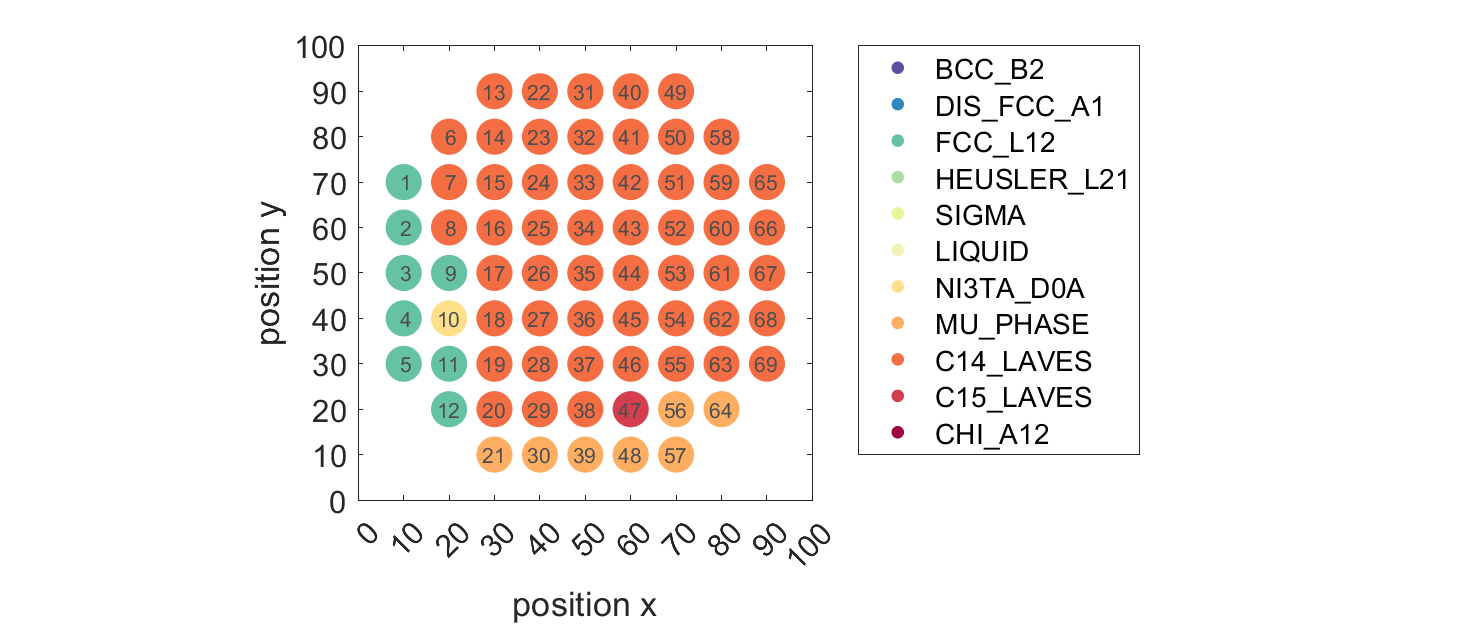 100
90
13 22 31 40 49
80
6 14 23 32 41 50 58
70
1 7 15 24 33 42 51 59 65
60
2 8 16 25 34 43 52 60 66
50
3 9 17 26 35 44 53 61 67
40
4 10 18 27 36 45 54 62 68
30
5 11 19 28 37 46 55 63 69
20
12 20 29 38 47 56 64
10
21 30 39 48 57
0
position y
0 10 20 30 40 50 60 70 80 90 100
position x
BCC_B2
DIS_FCC_A1
FCC_L12
HEUSLER_L21
SIGMA
LIQUID
NI3TA_D0A
MU_PHASE
C14_LAVES
C15_LAVES
CHI_A12